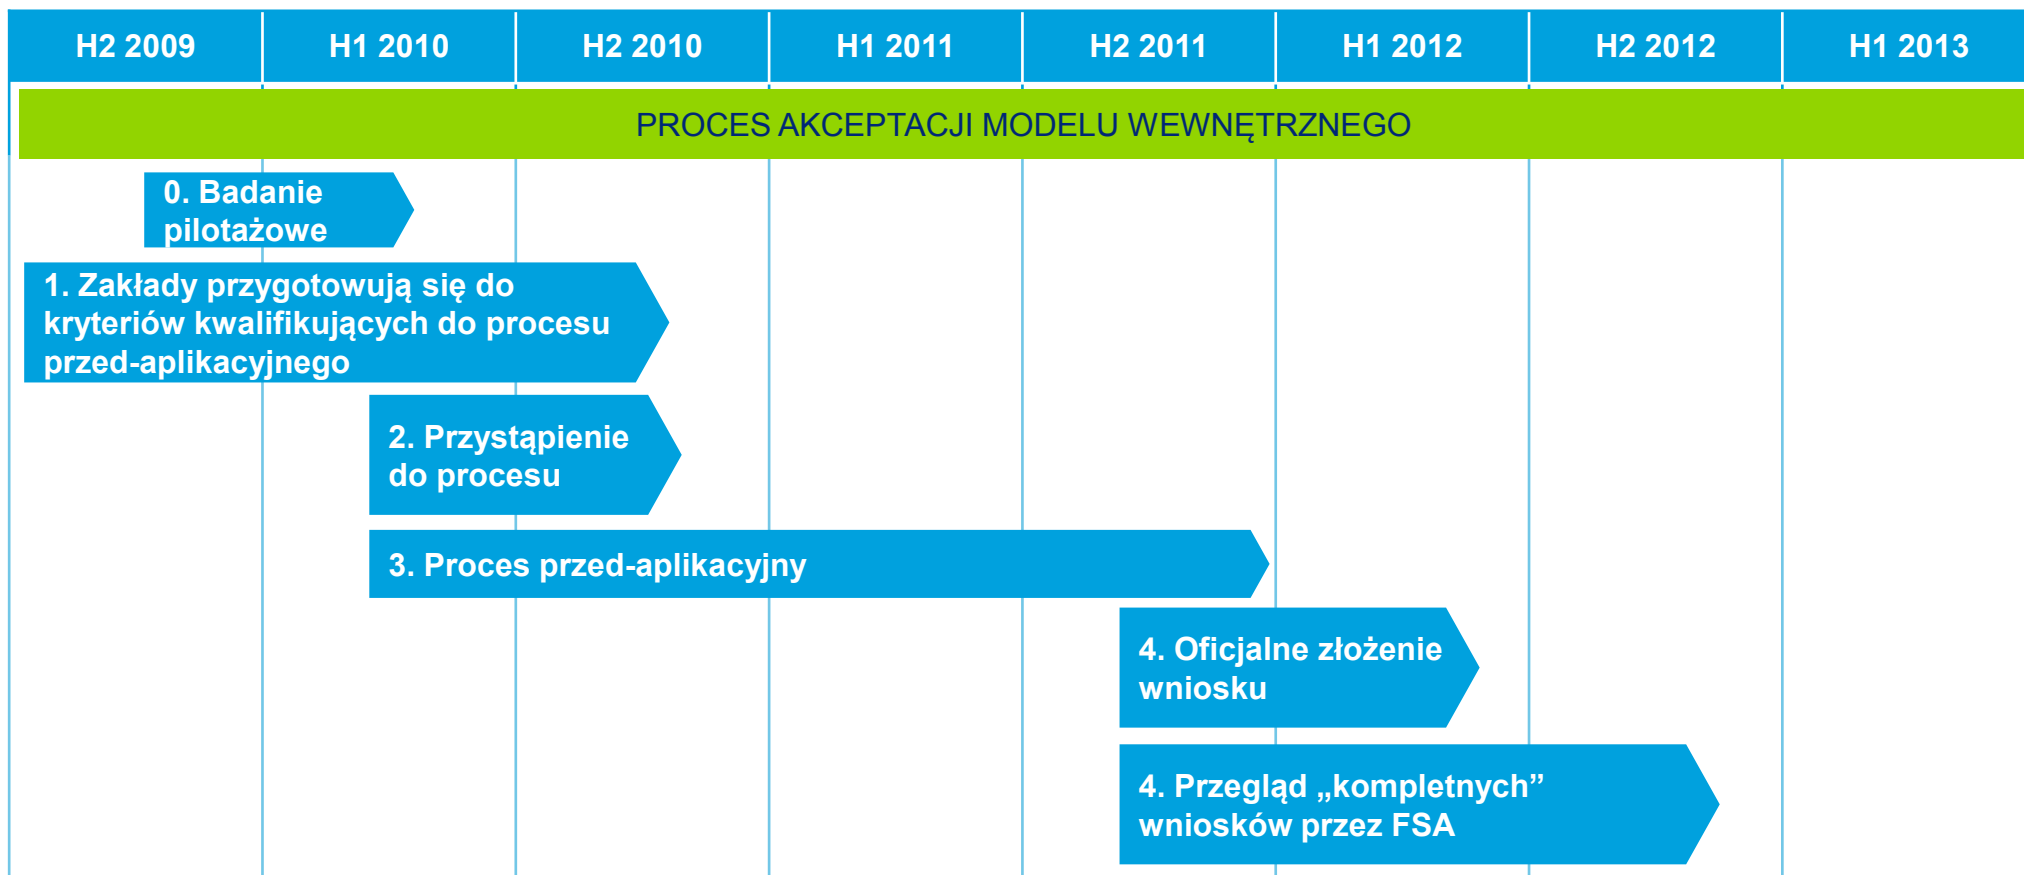 H2 2009
H1 2010
H2 2010
H1 2011
H2 2011
H1 2012
H2 2012
H1 2013
PROCES AKCEPTACJI MODELU WEWNĘTRZNEGO
0. Badanie
pilotażowe
1. Zakłady przygotowują się do
kryteriów kwalifikujących do procesu
przed-aplikacyjnego
2. Przystąpienie
do procesu
3. Proces przed-aplikacyjny
4. Oficjalne złożenie
wniosku
4. Przegląd „kompletnych”
wniosków przez FSA